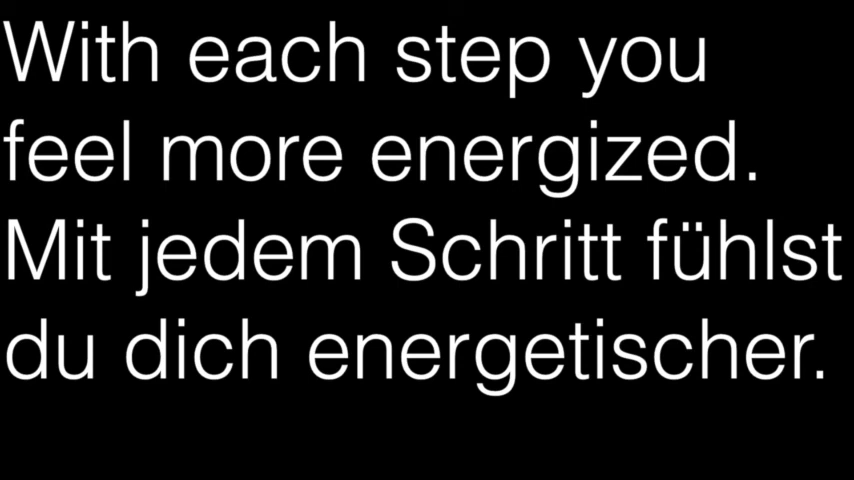 With each step you
feel more energized.
Mit jedem Schritt fühlst
du dich energetischer.